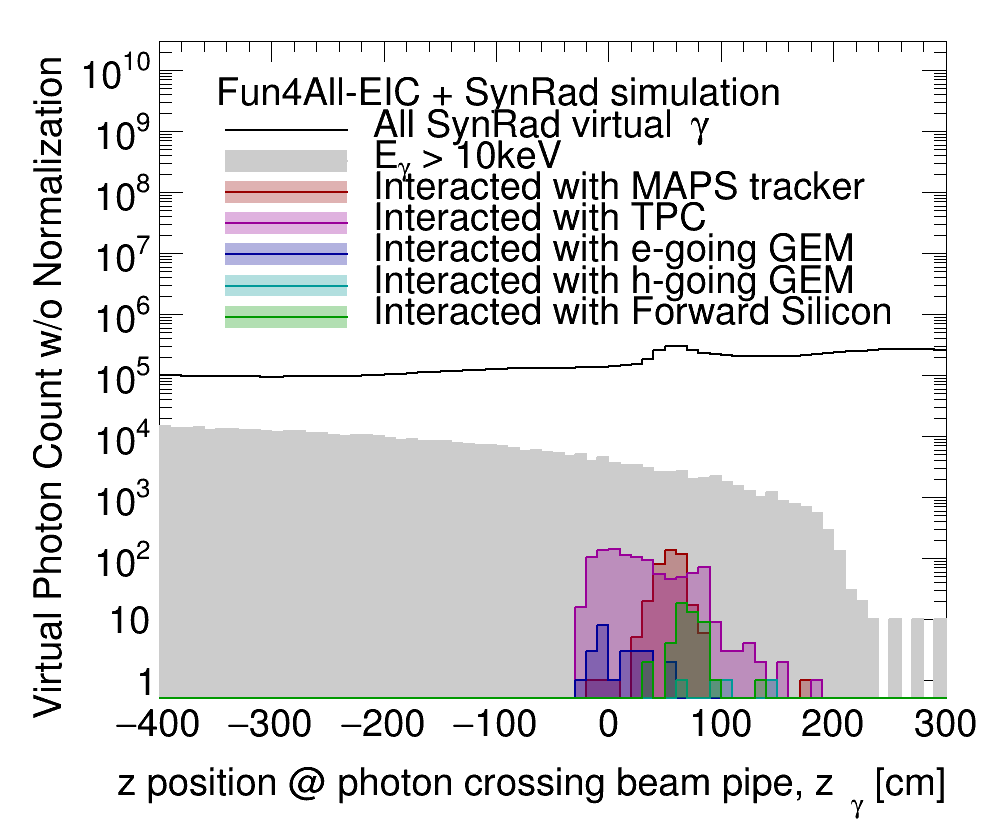 Virtual Photon Count w/o Normalization
10^10
10^9
10^8
10^7
10^6
10^5
10^4
10^3
10^2
10
1
Fun4All-EIC + SynRad simulation
All SynRad virtual γ
E_γ > 10keV
Interacted with MAPS tracker
Interacted with TPC
Interacted with e-going GEM
Interacted with h-going GEM
Interacted with Forward Silicon
−400 −300 −200 −100 0 100 200 300
z position @ photon crossing beam pipe, z_γ [cm]